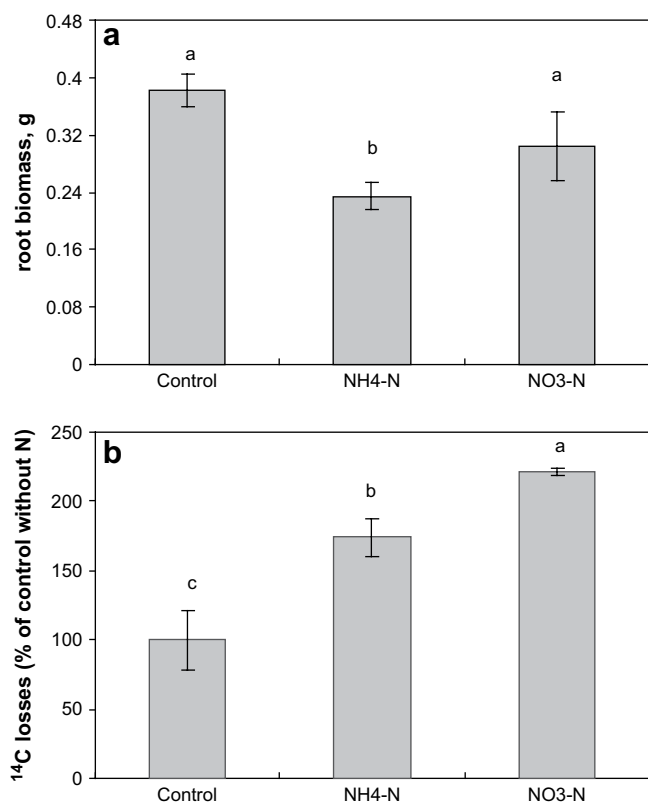 a
root biomass, g
0.48
0.4
0.32
0.24
0.16
0.08
0
a
b
a
Control NH4-N NO3-N
b
¹⁴C losses (% of control without N)
250
200
150
100
50
0
c
b
a
Control NH4-N NO3-N